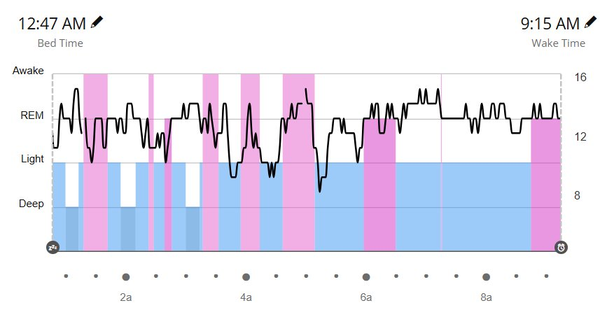 12:47 AM 9:15 AM
Bed Time Wake Time
Awake 16
REM
12
Light
8
Deep
2a 4a 6a 8a